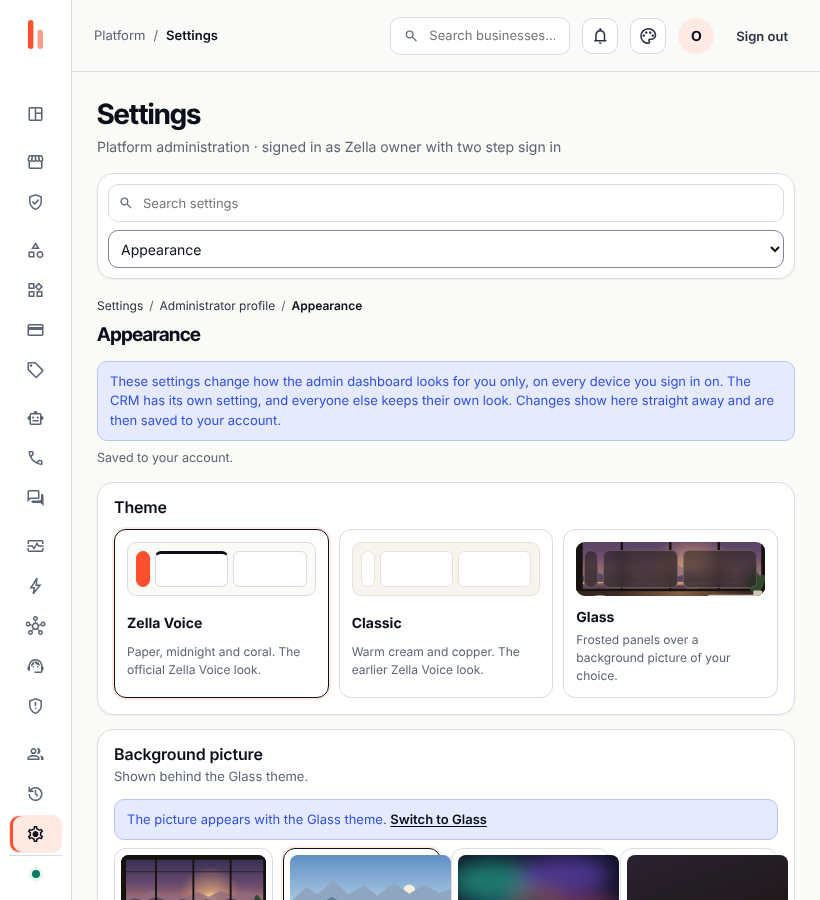 Platform / Settings
Search businesses...
O
Sign out
Settings
Platform administration · signed in as Zella owner with two step sign in
Search settings
Appearance
Settings / Administrator profile / Appearance
Appearance
These settings change how the admin dashboard looks for you only, on every device you sign in on. The
CRM has its own setting, and everyone else keeps their own look. Changes show here straight away and are
then saved to your account.
Saved to your account.
Theme
Zella Voice
Paper, midnight and coral. The
official Zella Voice look.
Classic
Warm cream and copper. The
earlier Zella Voice look.
Glass
Frosted panels over a
background picture of your
choice.
Background picture
Shown behind the Glass theme.
The picture appears with the Glass theme. Switch to Glass